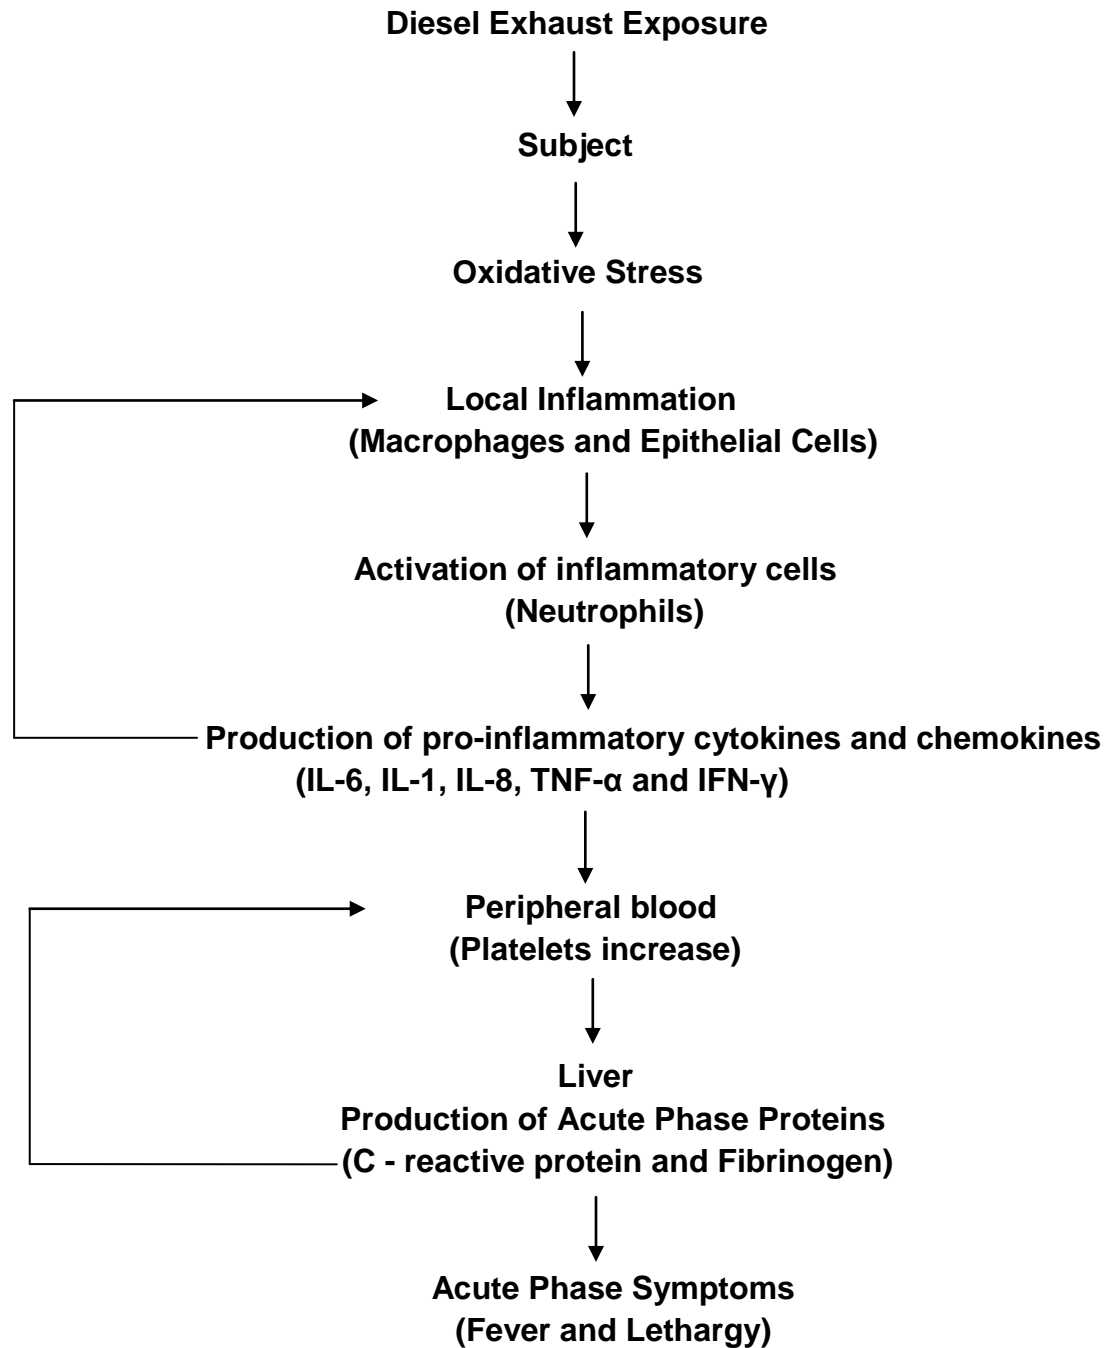 Diesel Exhaust Exposure
Subject
Oxidative Stress
Local Inflammation
(Macrophages and Epithelial Cells)
Activation of inflammatory cells
(Neutrophils)
Production of pro-inflammatory cytokines and chemokines
(IL-6, IL-1, IL-8, TNF-α and IFN-γ)
Peripheral blood
(Platelets increase)
Liver
Production of Acute Phase Proteins
(C - reactive protein and Fibrinogen)
Acute Phase Symptoms
(Fever and Lethargy)